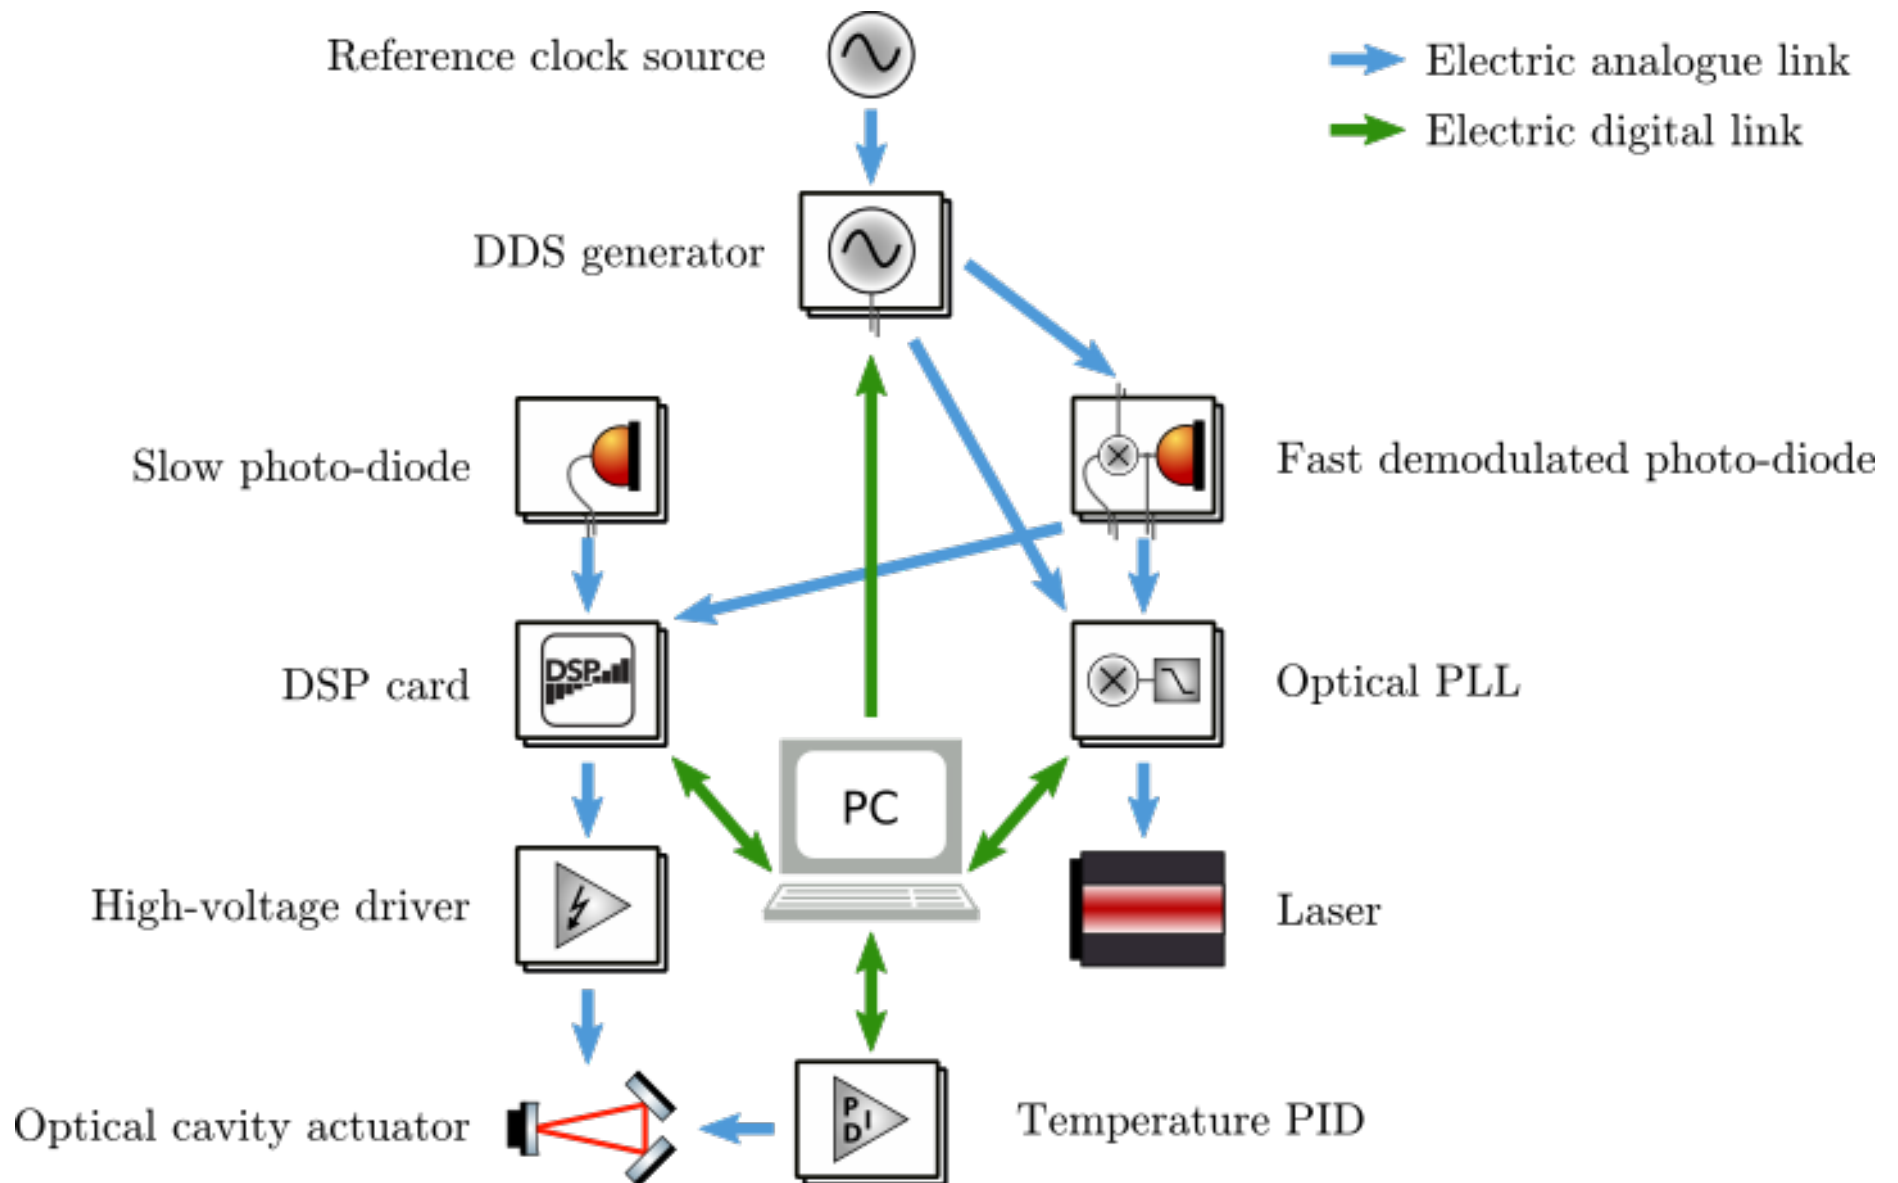 Reference clock source
Electric analogue link
Electric digital link
DDS generator
Slow photo-diode
Fast demodulated photo-diode
DSP card
DSP
Optical PLL
PC
High-voltage driver
Laser
Optical cavity actuator
P I
D
Temperature PID